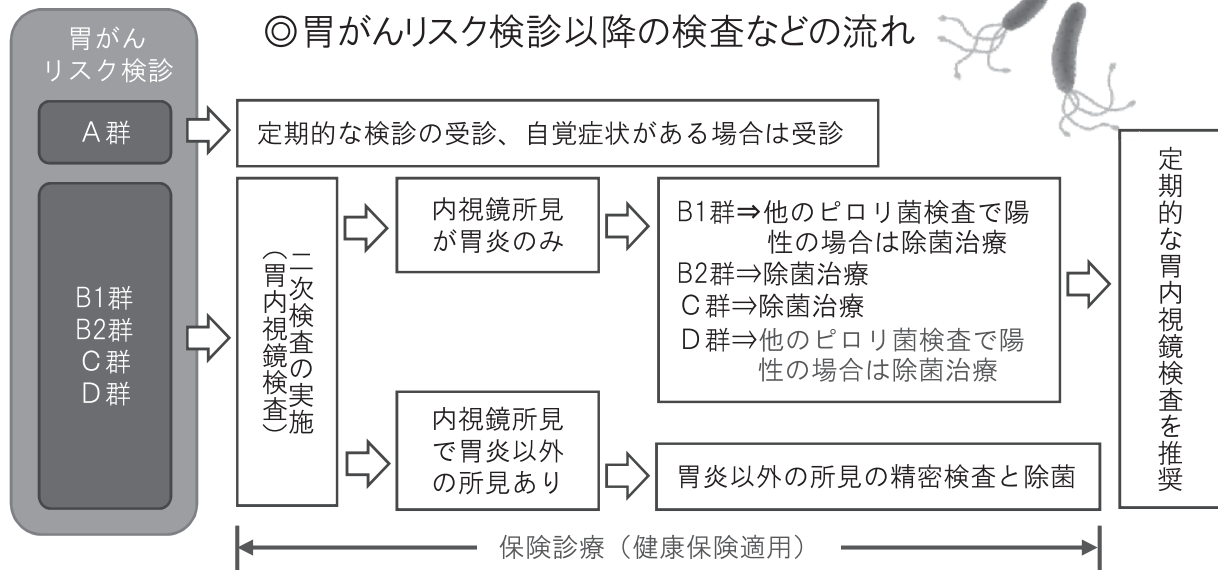 ◎胃がんリスク検診以降の検査などの流れ
胃がん
リスク検診
A群
定期的な検診の受診、自覚症状がある場合は受診
B1群
B2群
C群
D群
二次検査の実施
（胃内視鏡検査）
内視鏡所見
が胃炎のみ
B1群⇒他のピロリ菌検査で陽
性の場合は除菌治療
B2群⇒除菌治療
C群⇒除菌治療
D群⇒他のピロリ菌検査で陽
性の場合は除菌治療
内視鏡所見
で胃炎以外
の所見あり
胃炎以外の所見の精密検査と除菌
定期的な胃内視鏡検査を推奨
保険診療（健康保険適用）